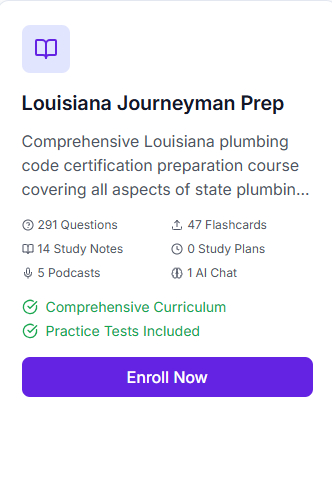 Louisiana Journeyman Prep
Comprehensive Louisiana plumbing
code certification preparation course
covering all aspects of state plumbin...
291 Questions 47 Flashcards
14 Study Notes 0 Study Plans
5 Podcasts 1 AI Chat
Comprehensive Curriculum
Practice Tests Included
Enroll Now